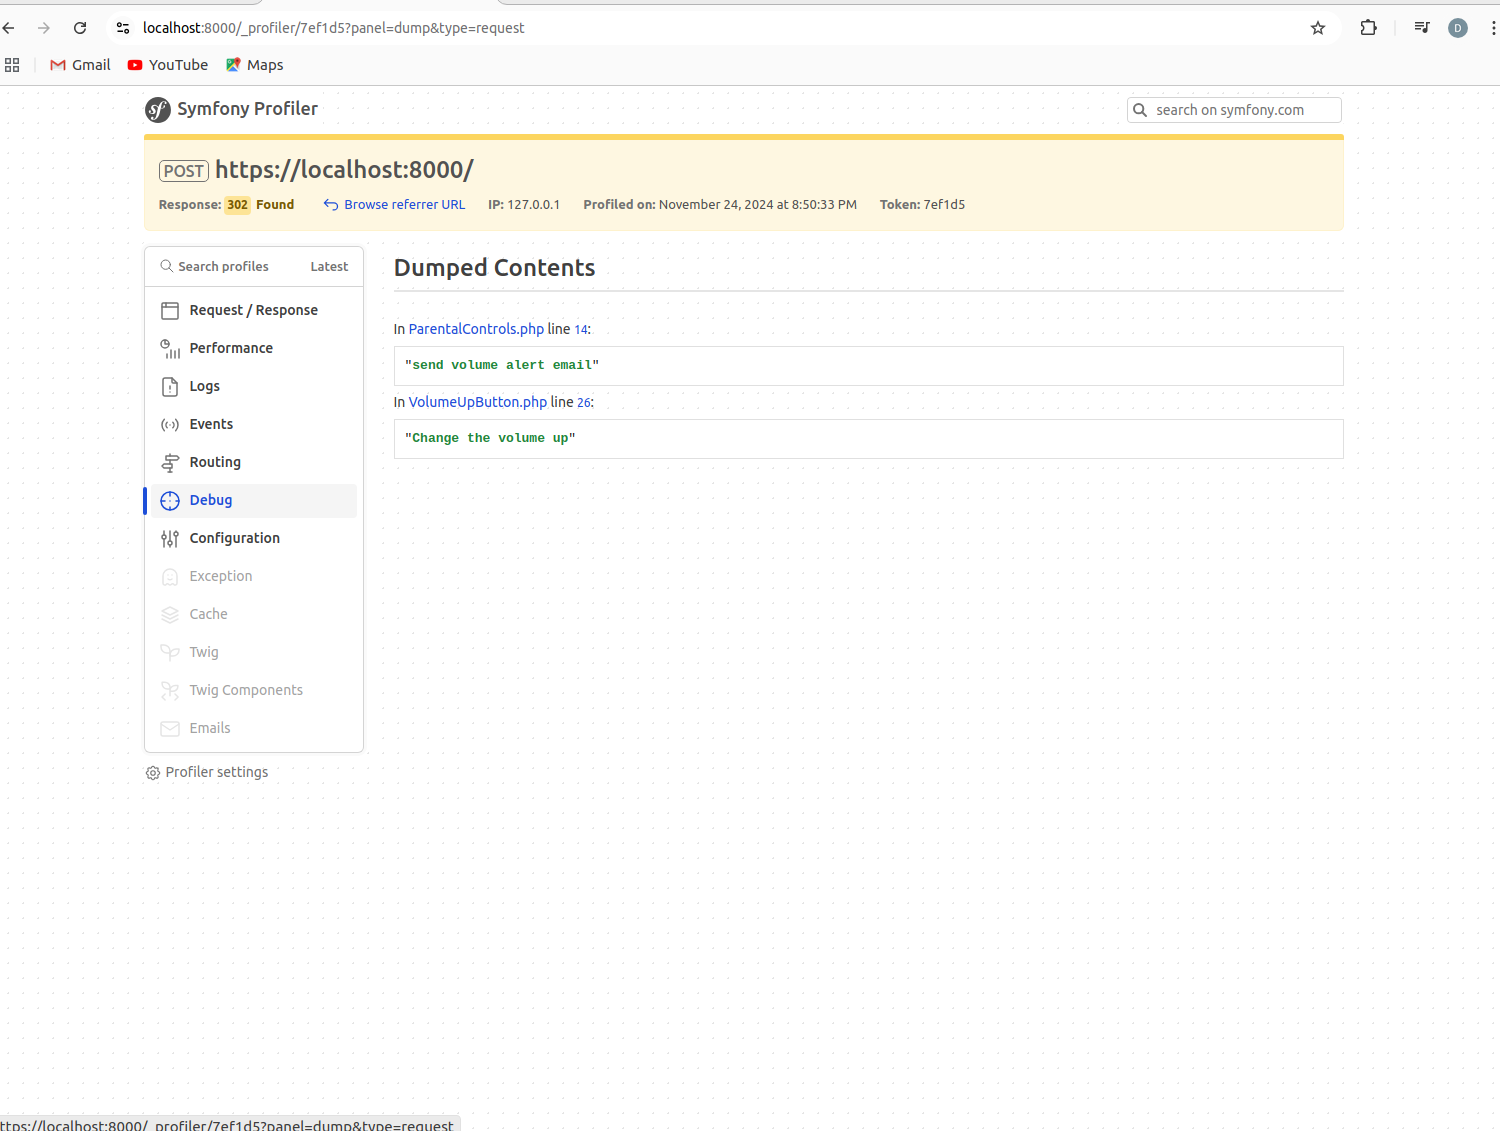 localhost:8000/_profiler/7ef1d5?panel=dump&type=request
D
Gmail YouTube Maps
sf Symfony Profiler
search on symfony.com
POST https://localhost:8000/
Response: 302 Found Browse referrer URL IP: 127.0.0.1 Profiled on: November 24, 2024 at 8:50:33 PM Token: 7ef1d5
Search profiles Latest
Request / Response
Performance
Logs
Events
Routing
Debug
Configuration
Exception
Cache
Twig
Twig Components
Emails
Profiler settings
Dumped Contents
In ParentalControls.php line 14:
"send volume alert email"
In VolumeUpButton.php line 26:
"Change the volume up"
ttps://localhost:8000/_profiler/7ef1d5?panel=dump&type=request